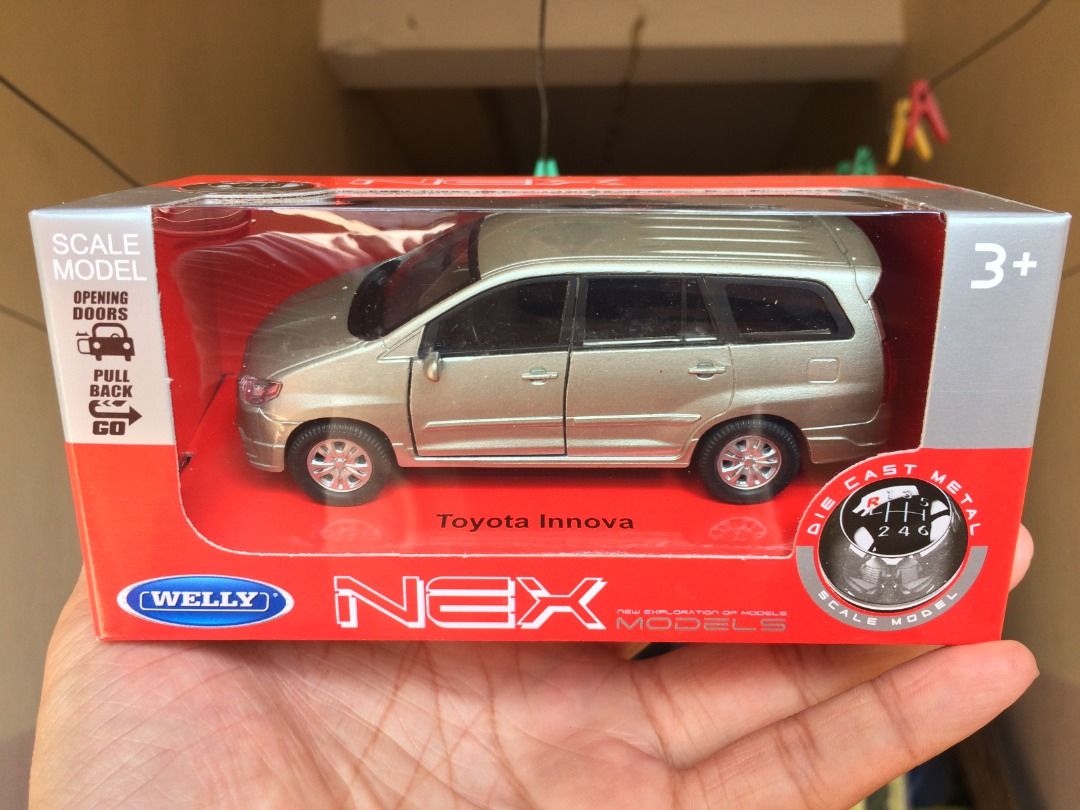 NEX
SCALE
MODEL
OPENING
DOORS
PULL
BACK
GO
3+
Toyota Innova
WELLY
NEX
NEW EXPLORATION OF MODELS
MODELS
DIE CAST METAL
R 1 3 5
2 4 6
SCALE MODEL